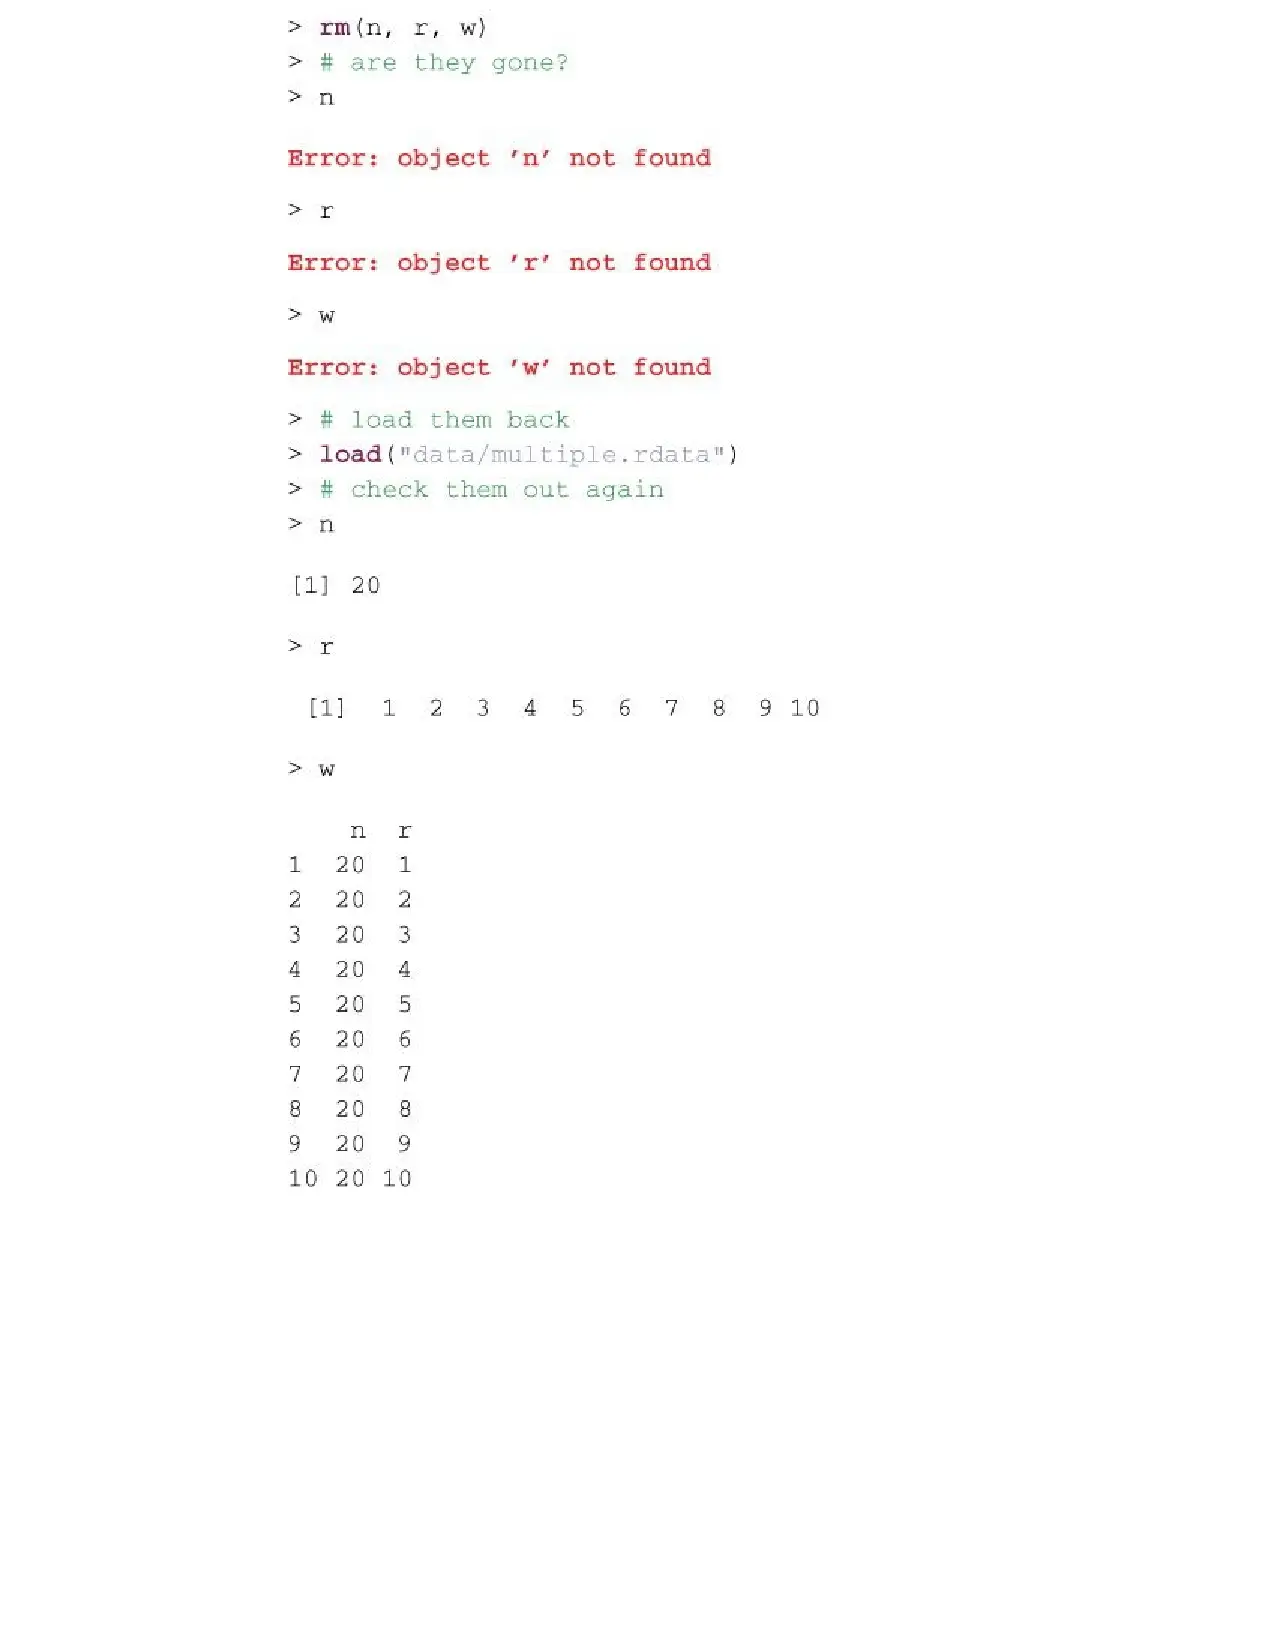 > rm(n, r, w)
> # are they gone?
> n
Error: object ’n’ not found
> r
Error: object ’r’ not found
> w
Error: object ’w’ not found
> # load them back
> load("data/multiple.rdata")
> # check them out again
> n
[1] 20
> r
[1] 1 2 3 4 5 6 7 8 9 10
> w
n r
1 20 1
2 20 2
3 20 3
4 20 4
5 20 5
6 20 6
7 20 7
8 20 8
9 20 9
10 20 10